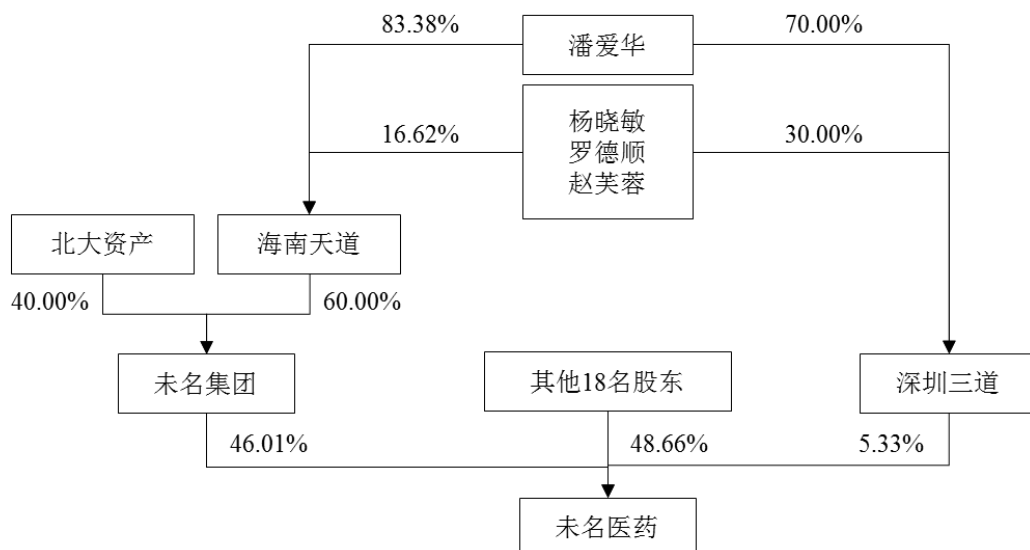 83.38%
潘爱华
70.00%
16.62%
杨晓敏
罗德顺
赵芙蓉
30.00%
北大资产
海南天道
40.00%
60.00%
未名集团
其他18名股东
深圳三道
46.01%
48.66%
5.33%
未名医药